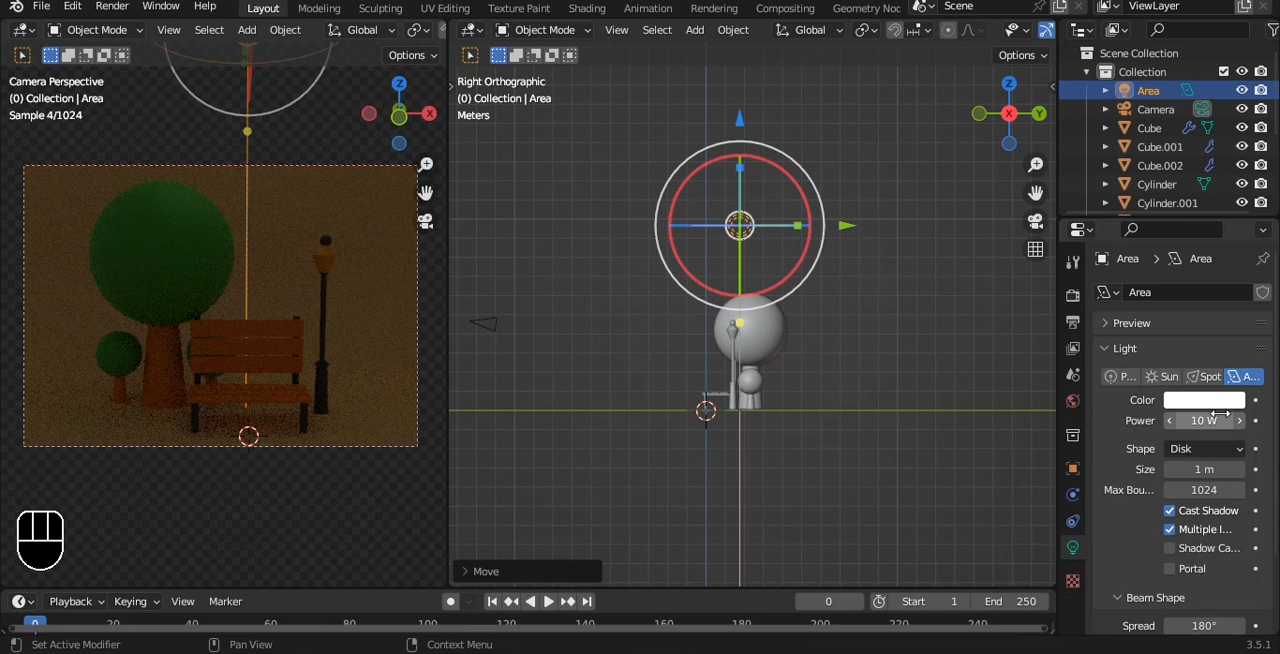 File Edit Render Window Help Layout Modeling Sculpting UV Editing Texture Paint Shading Animation Rendering Compositing Geometry Noc Scene ViewLayer
Object Mode View Select Add Object Global
Object Mode View Select Add Object Global
Options
Options
Camera Perspective
(0) Collection | Area
Sample 4/1024
Z
X
Right Orthographic
(0) Collection | Area
Meters
Z
X
Y
Scene Collection
Collection
Area
Camera
Cube
Cube.001
Cube.002
Cylinder
Cylinder.001
Area > Area
Area
Preview
Light
P... Sun Spot A...
Color
Power 10 W
Shape Disk
Size 1 m
Max Bou... 1024
Cast Shadow
Multiple I...
Shadow Ca...
Portal
Beam Shape
Spread 180°
> Move
Playback Keying View Marker 0 Start 1 End 250
0 20 40 60 80 100 120 140 160 180 200 220 240
Set Active Modifier Pan View Context Menu 3.5.1